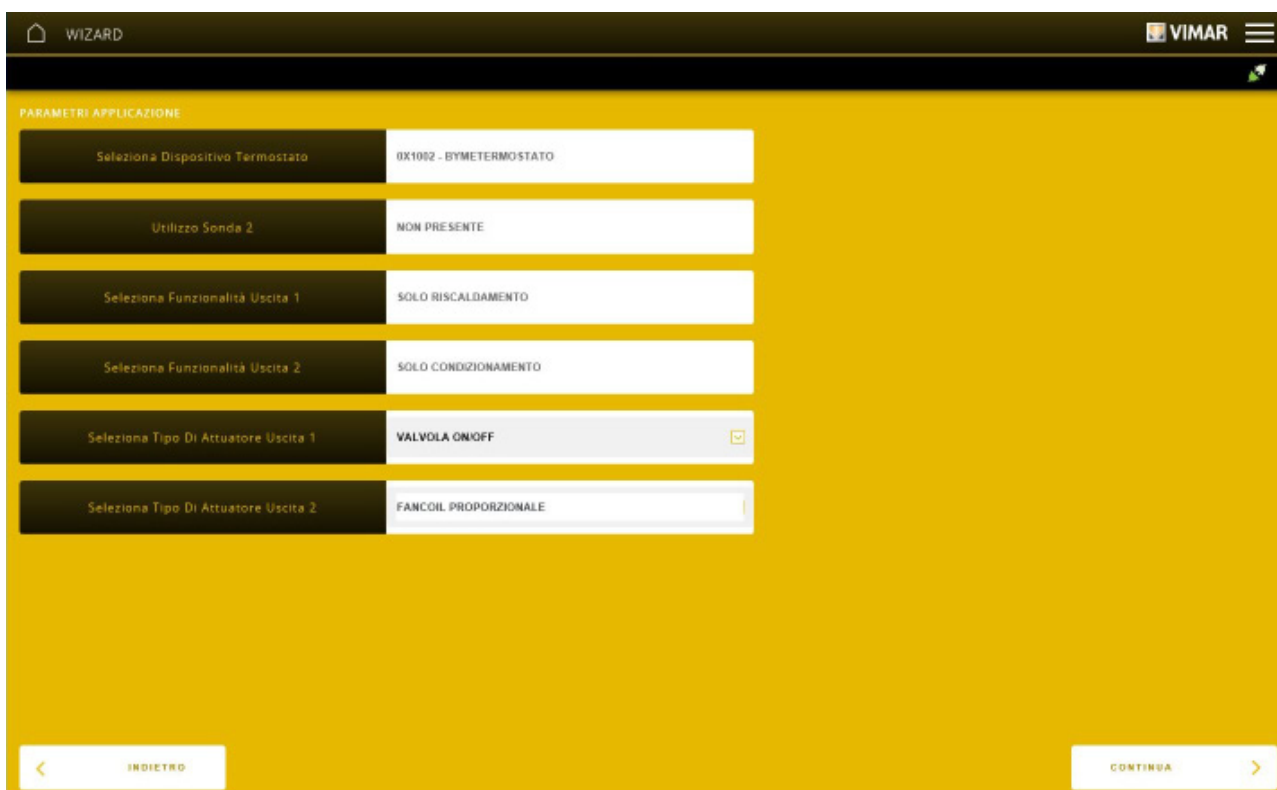 WIZARD
VIMAR
PARAMETRI APPLICAZIONE
Seleziona Dispositivo Termostato
0X1002 - BYMETERMOSTATO
Utilizzo Sonda 2
NON PRESENTE
Seleziona Funzionalità Uscita 1
SOLO RISCALDAMENTO
Seleziona Funzionalità Uscita 2
SOLO CONDIZIONAMENTO
Seleziona Tipo Di Attuatore Uscita 1
VALVOLA ON/OFF
Seleziona Tipo Di Attuatore Uscita 2
FANCOIL PROPORZIONALE
INDIETRO
CONTINUA